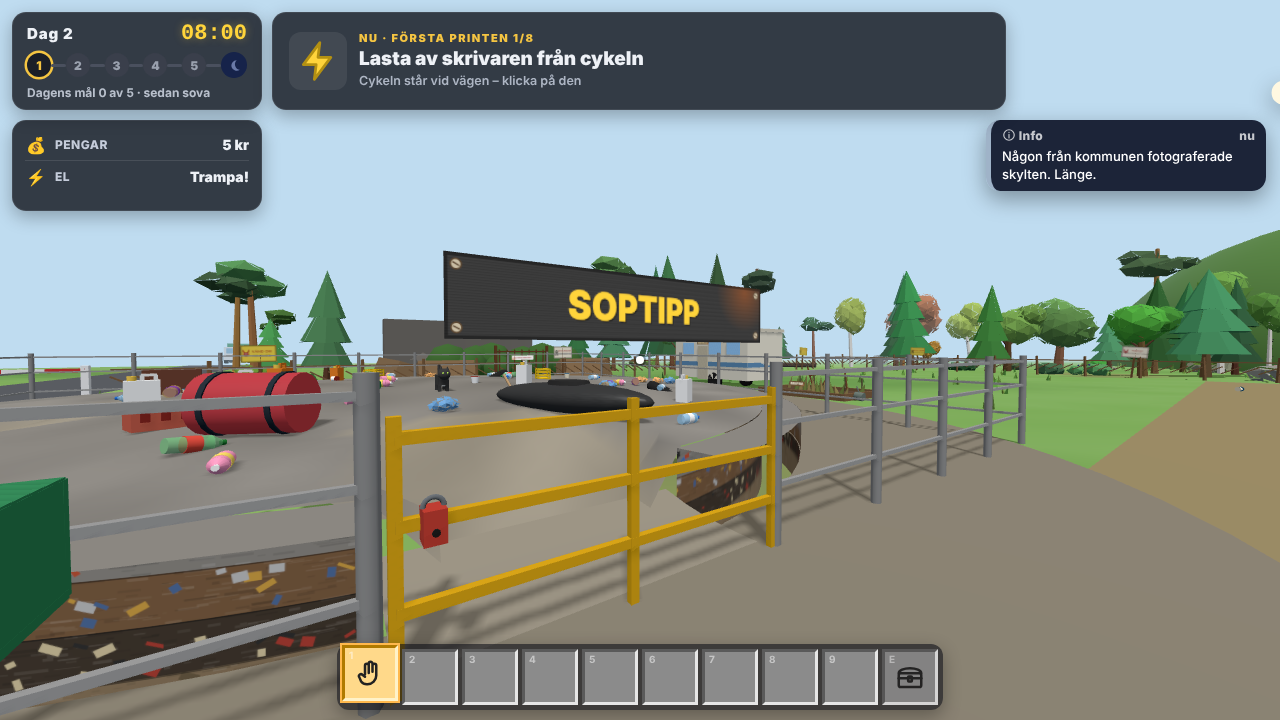 Dag 2
08:00
1 2 3 4 5
Dagens mål 0 av 5 · sedan sova
PENGAR 5 kr
EL Trampa!
NU · FÖRSTA PRINTEN 1/8
Lasta av skrivaren från cykeln
Cykeln står vid vägen – klicka på den
Info nu
Någon från kommunen fotograferade
skylten. Länge.
SOPTIPP
1 2 3 4 5 6 7 8 9 E